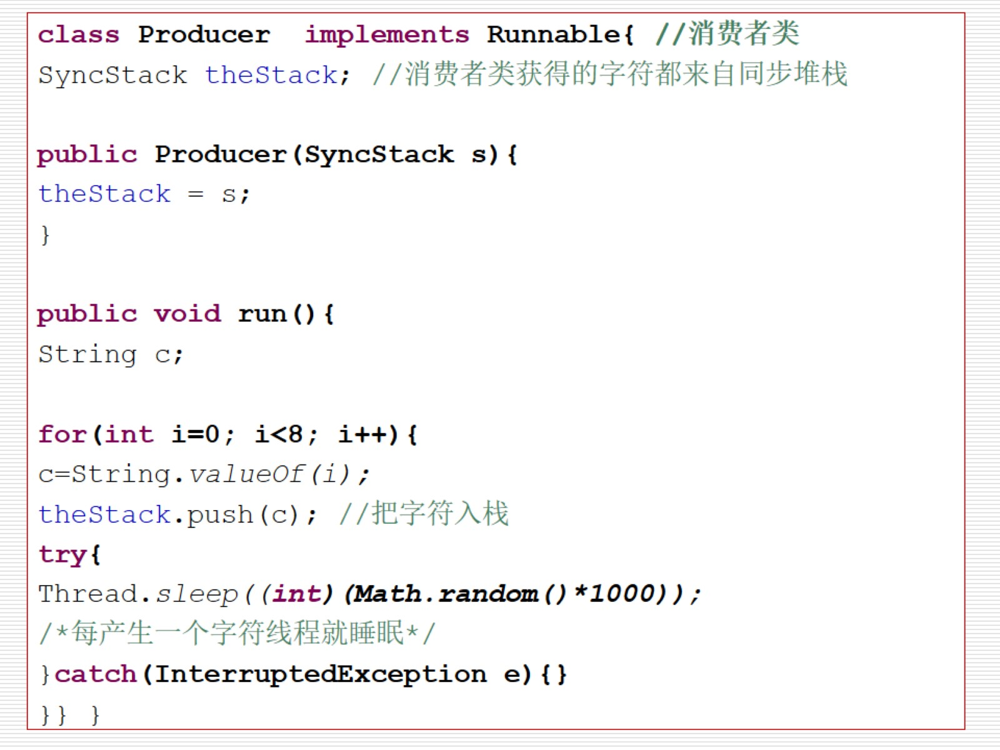 class Producer  implements Runnable{ //消费者类
SyncStack theStack; //消费者类获得的字符都来自同步堆栈
public Producer(SyncStack s){
theStack = s;
}
public void run(){
String c;
for(int i=0; i<8; i++){
c=String.valueOf(i);
theStack.push(c); //把字符入栈
try{
Thread.sleep((int)(Math.random()*1000));
/*每产生一个字符线程就睡眠*/
}catch(InterruptedException e){}
}} }